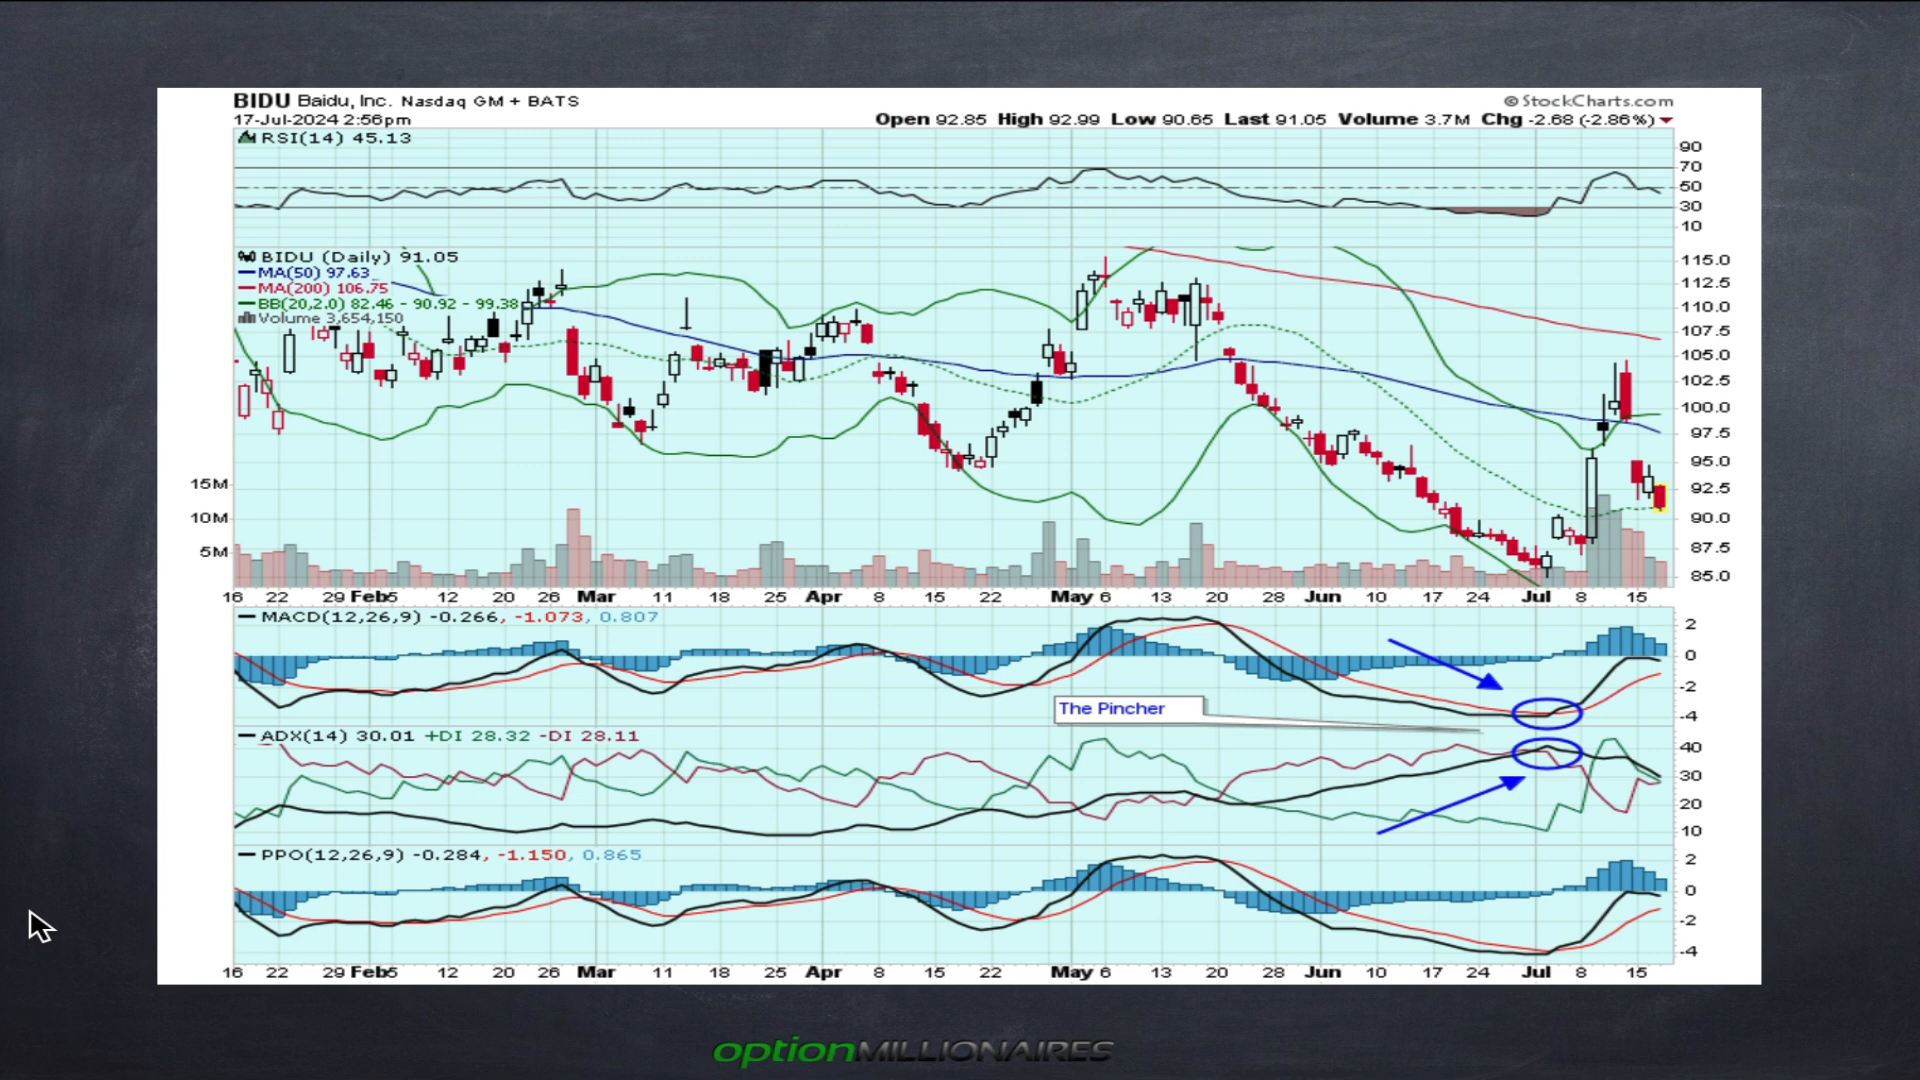 BIDU Baidu, Inc. Nasdaq GM + BATS
© StockCharts.com
17-Jul-2024 2:56pm
Open 92.85 High 92.99 Low 90.65 Last 91.05 Volume 3.7M Chg -2.68 (-2.86%)
RSI(14) 45.13
90
70
50
30
10
BIDU (Daily) 91.05
MA(50) 97.63
MA(200) 106.75
BB(20,2.0) 82.46 - 90.92 - 99.38
Volume 3,654,150
115.0
112.5
110.0
107.5
105.0
102.5
100.0
97.5
95.0
92.5
90.0
87.5
85.0
15M
10M
5M
16 22 29 Feb 5 12 20 26 Mar 11 18 25 Apr 8 15 22 May 6 13 20 28 Jun 10 17 24 Jul 8 15
MACD(12,26,9) -0.266, -1.073, 0.807
2
0
-2
-4
The Pincher
ADX(14) 30.01 +DI 28.32 -DI 28.11
40
30
20
10
PPO(12,26,9) -0.284, -1.150, 0.865
2
0
-2
-4
16 22 29 Feb 5 12 20 26 Mar 11 18 25 Apr 8 15 22 May 6 13 20 28 Jun 10 17 24 Jul 8 15
optionMILLIONAIRES